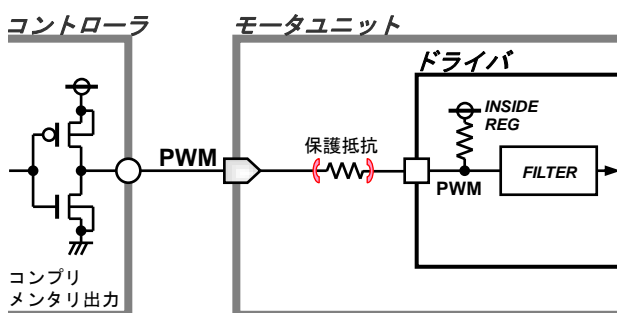 コントローラ
モータユニット
ドライバ
INSIDE
REG
保護抵抗
PWM
PWM
FILTER
コンプリ
メンタリ出力